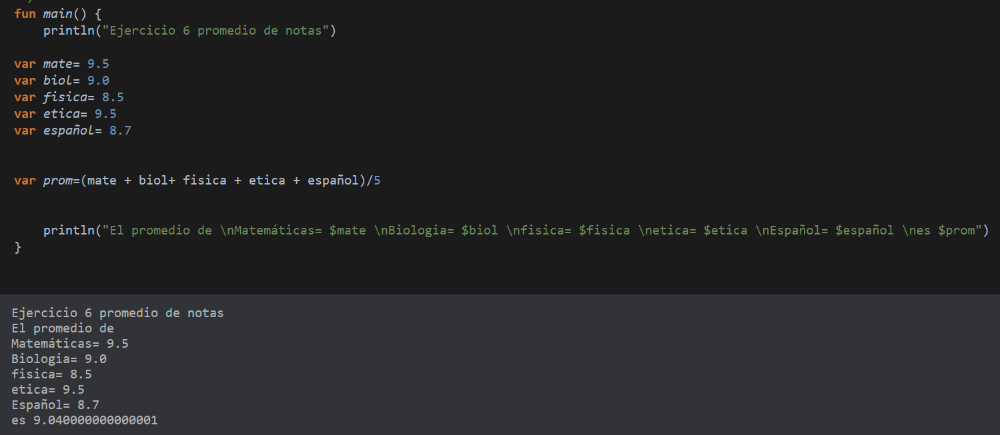 fun main() {
    println("Ejercicio 6 promedio de notas")
var mate= 9.5
var biol= 9.0
var fisica= 8.5
var etica= 9.5
var español= 8.7
var prom=(mate + biol+ fisica + etica + español)/5
    println("El promedio de \nMatemáticas= $mate \nBiologia= $biol \nfisica= $fisica \netica= $etica \nEspañol= $español \nes $prom")
}
Ejercicio 6 promedio de notas
El promedio de
Matemáticas= 9.5
Biologia= 9.0
fisica= 8.5
etica= 9.5
Español= 8.7
es 9.040000000000001